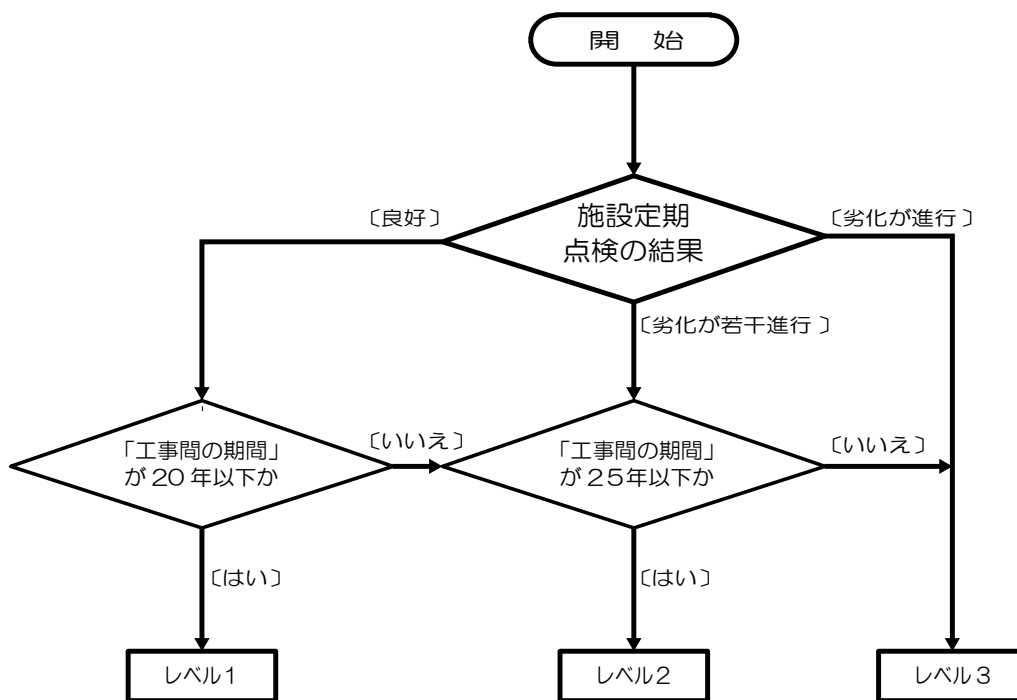 開　始
施設定期
点検の結果
〔良好〕
〔劣化が進行〕
〔劣化が若干進行〕
「工事間の期間」
が20年以下か
〔いいえ〕
「工事間の期間」
が25年以下か
〔いいえ〕
〔はい〕
〔はい〕
レベル1
レベル2
レベル3